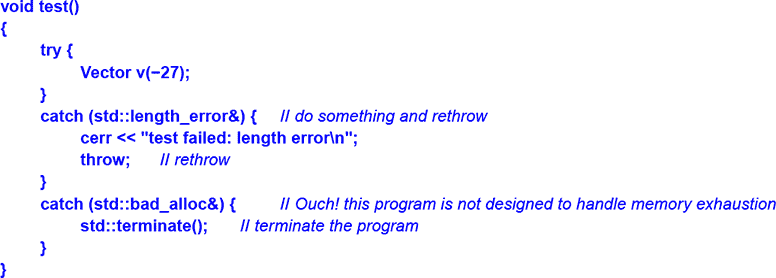 void test()
{
try {
Vector v(−27);
}
catch (std::length_error&) { // do something and rethrow
cerr << "test failed: length error\n";
throw; // rethrow
}
catch (std::bad_alloc&) { // Ouch! this program is not designed to handle memory exhaustion
std::terminate(); // terminate the program
}
}